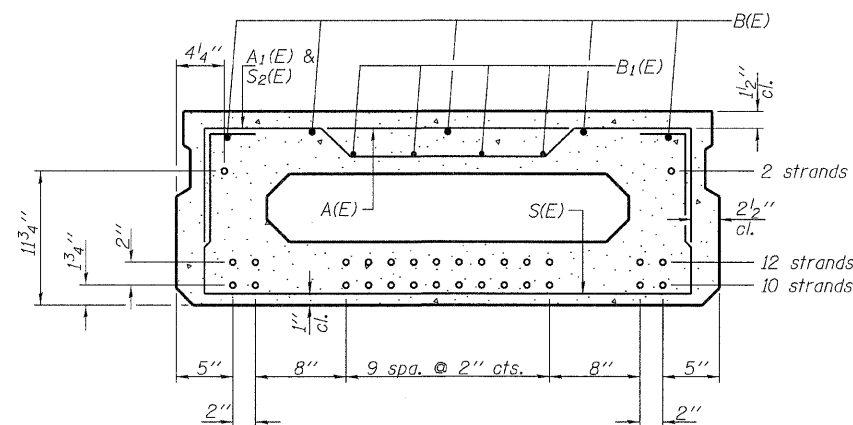 B(E)
4¼"
A1(E) &
S2(E)
B1(E)
1½"
cl.
2 strands
11¾"
2"
1¾"
A(E)
S(E)
2½"
cl.
12 strands
10 strands
1"
cl.
5"
8"
9 spa. @ 2" cts.
8"
5"
2"
2"